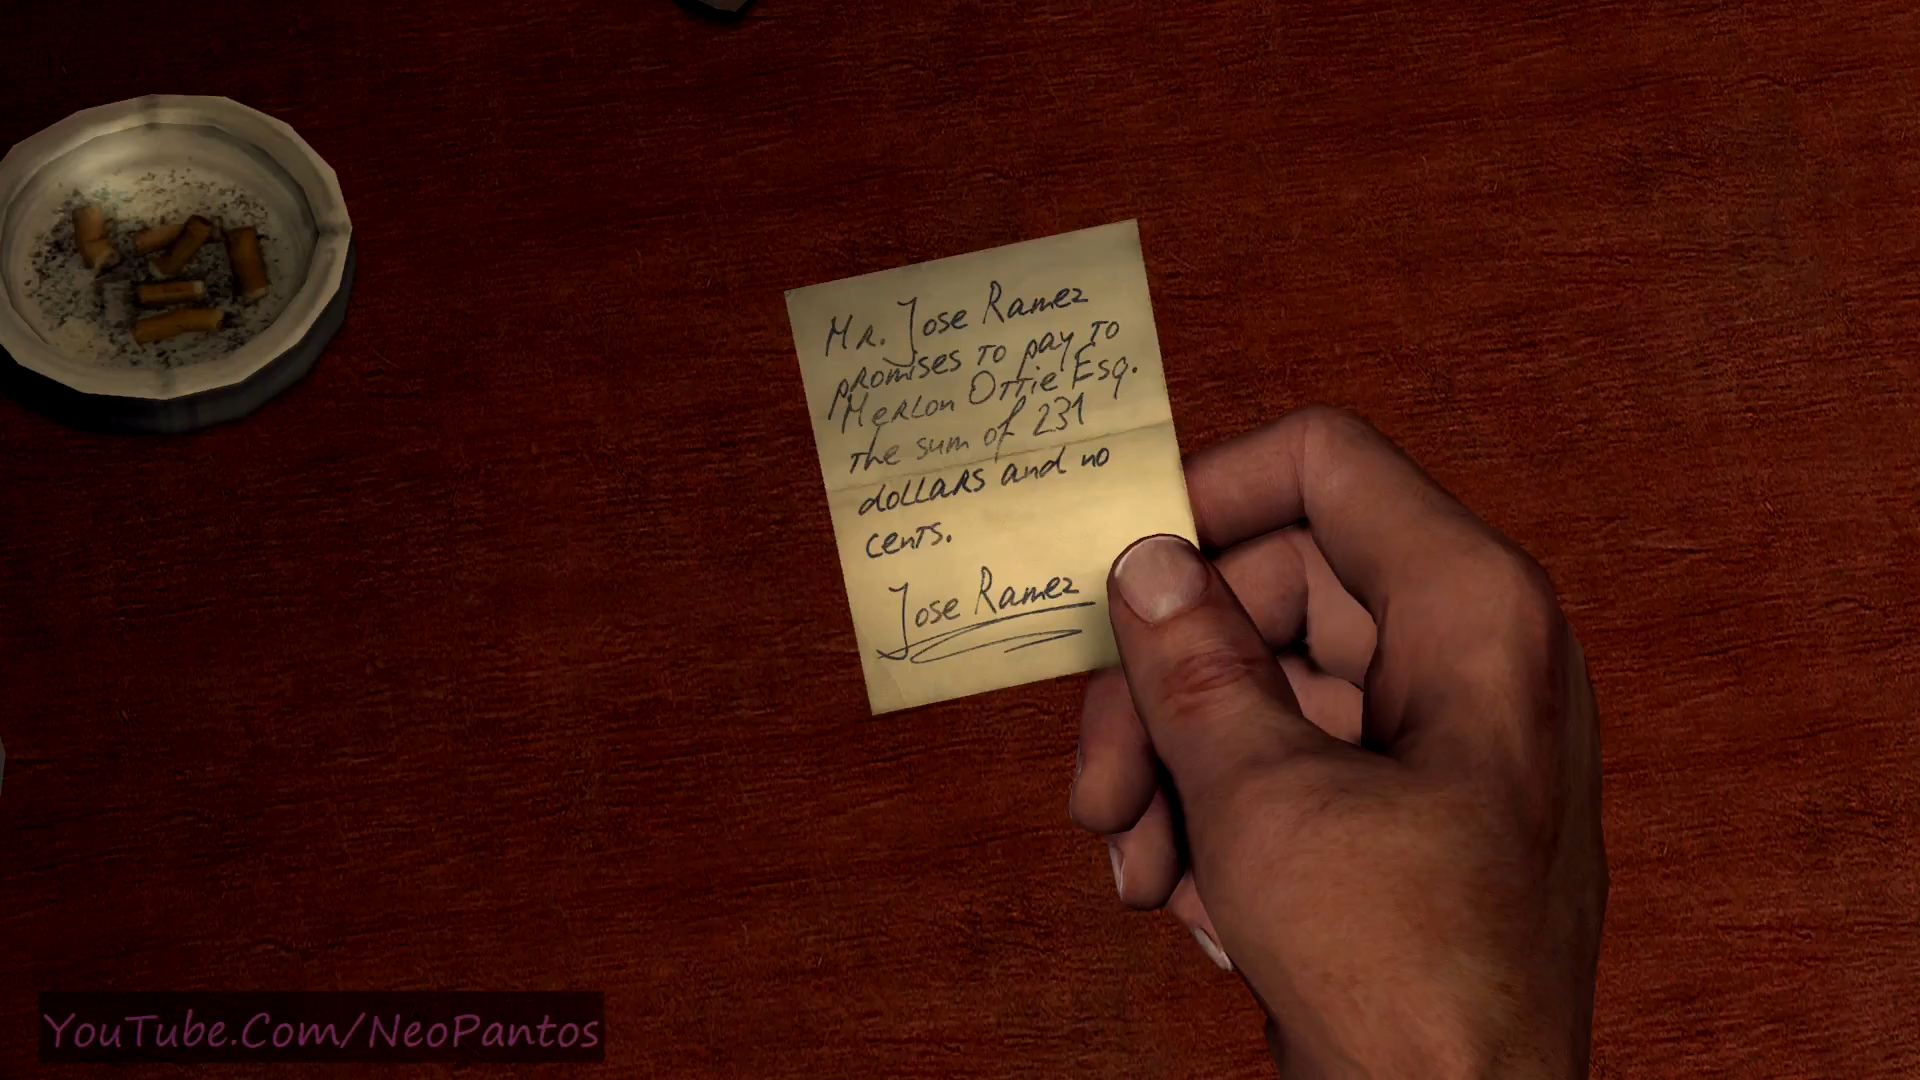 Mr. Jose Ramez
promises to pay to
Merlon Ottie Esq.
the sum of 231
dollars and no
cents.
Jose Ramez
YouTube.Com/NeoPantos